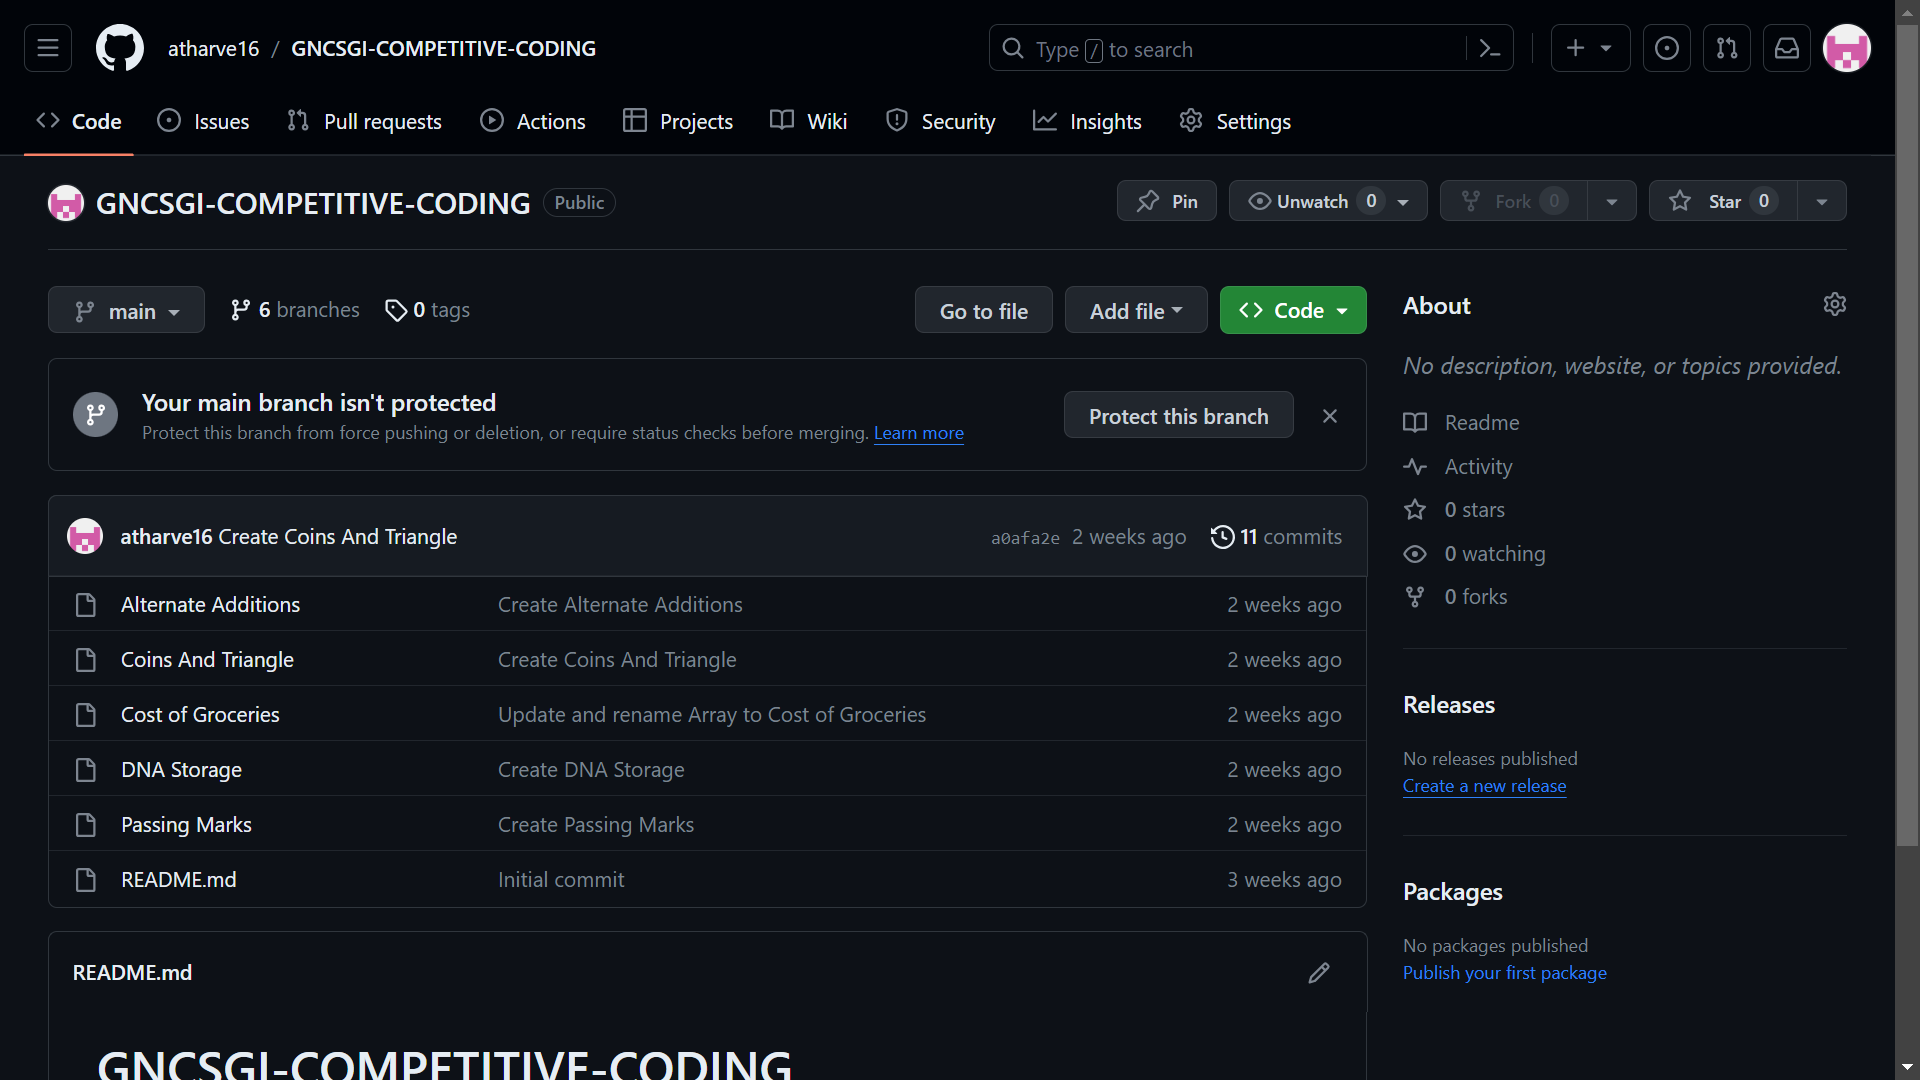 atharve16 / GNCSGI-COMPETITIVE-CODING
Type / to search
Code Issues Pull requests Actions Projects Wiki Security Insights Settings
GNCSGI-COMPETITIVE-CODING Public
Pin Unwatch 0 Fork 0 Star 0
main 6 branches 0 tags
Go to file Add file Code
Your main branch isn't protected
Protect this branch from force pushing or deletion, or require status checks before merging. Learn more
Protect this branch
atharve16 Create Coins And Triangle a0afa2e 2 weeks ago 11 commits
Alternate Additions Create Alternate Additions 2 weeks ago
Coins And Triangle Create Coins And Triangle 2 weeks ago
Cost of Groceries Update and rename Array to Cost of Groceries 2 weeks ago
DNA Storage Create DNA Storage 2 weeks ago
Passing Marks Create Passing Marks 2 weeks ago
README.md Initial commit 3 weeks ago
README.md
GNCSGI-COMPETITIVE-CODING
About
No description, website, or topics provided.
Readme
Activity
0 stars
0 watching
0 forks
Releases
No releases published
Create a new release
Packages
No packages published
Publish your first package